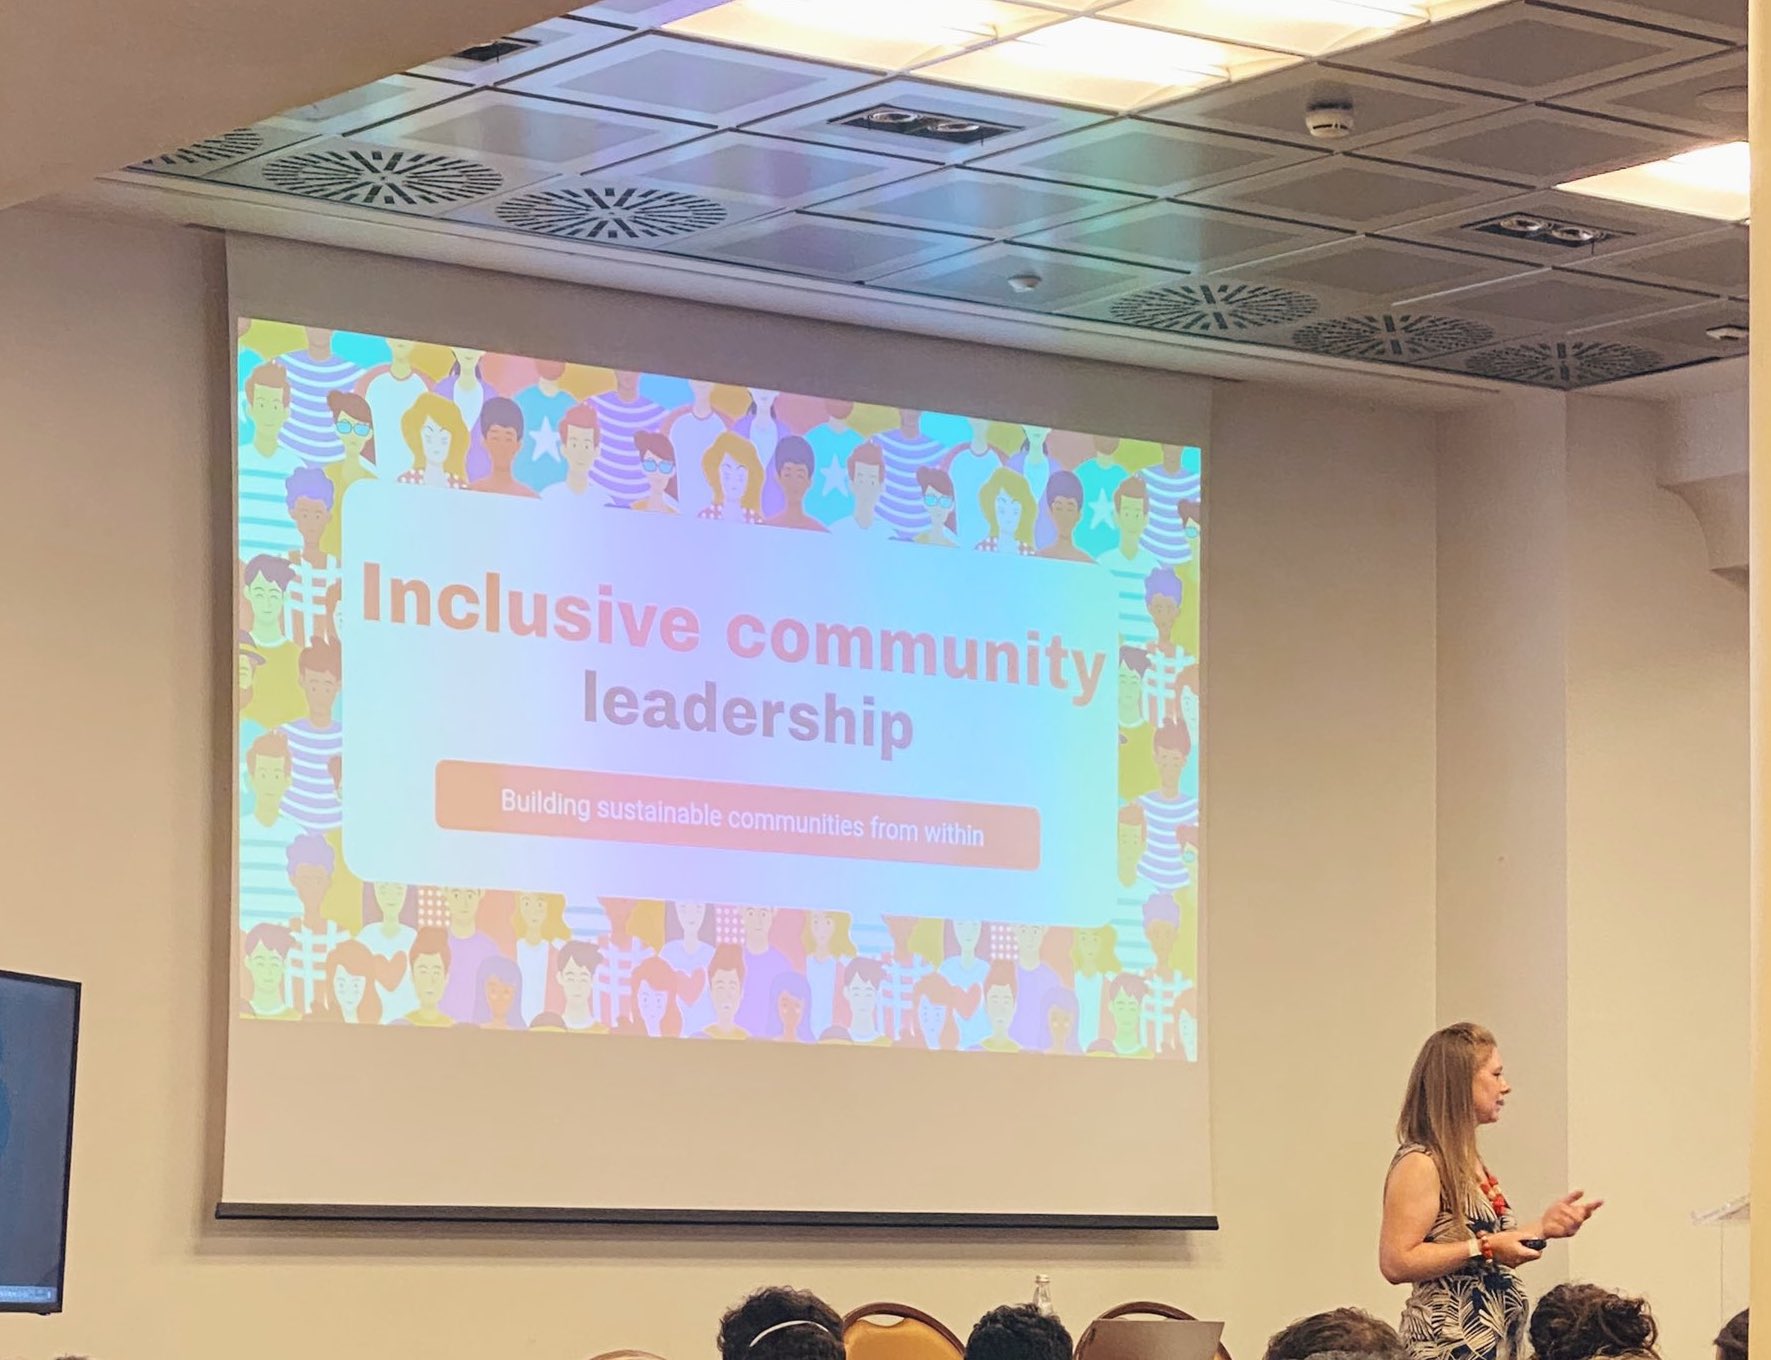 Inclusive community
leadership
Building sustainable communities from within